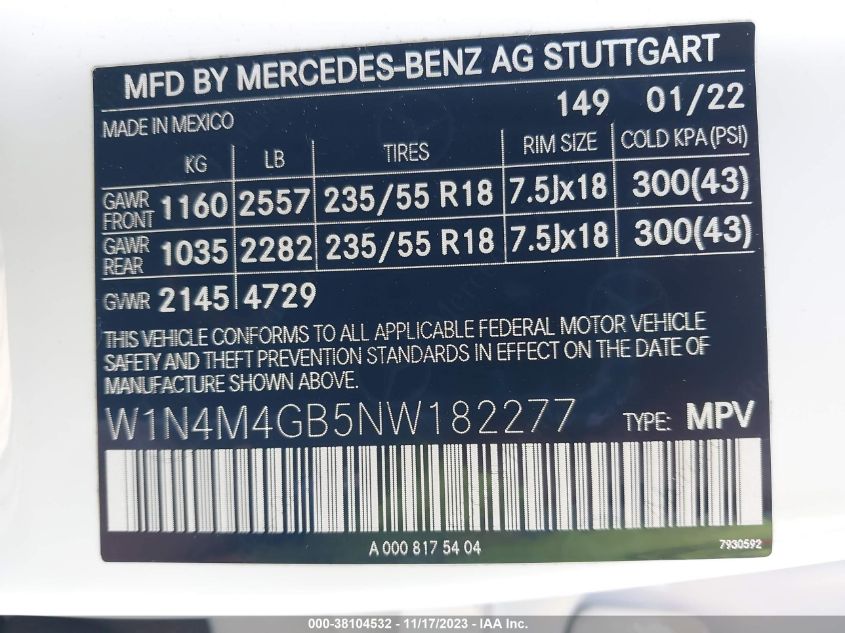 MFD BY MERCEDES-BENZ AG STUTTGART
149 01/22
MADE IN MEXICO
KG LB TIRES RIM SIZE COLD KPA (PSI)
GAWR FRONT 1160 2557 235/55 R18 7.5Jx18 300(43)
GAWR REAR 1035 2282 235/55 R18 7.5Jx18 300(43)
GVWR 2145 4729
THIS VEHICLE CONFORMS TO ALL APPLICABLE FEDERAL MOTOR VEHICLE
SAFETY AND THEFT PREVENTION STANDARDS IN EFFECT ON THE DATE OF
MANUFACTURE SHOWN ABOVE.
W1N4M4GB5NW182277 TYPE: MPV
A 000 817 54 04 7930592
000-38104532 - 11/17/2023 - IAA Inc.